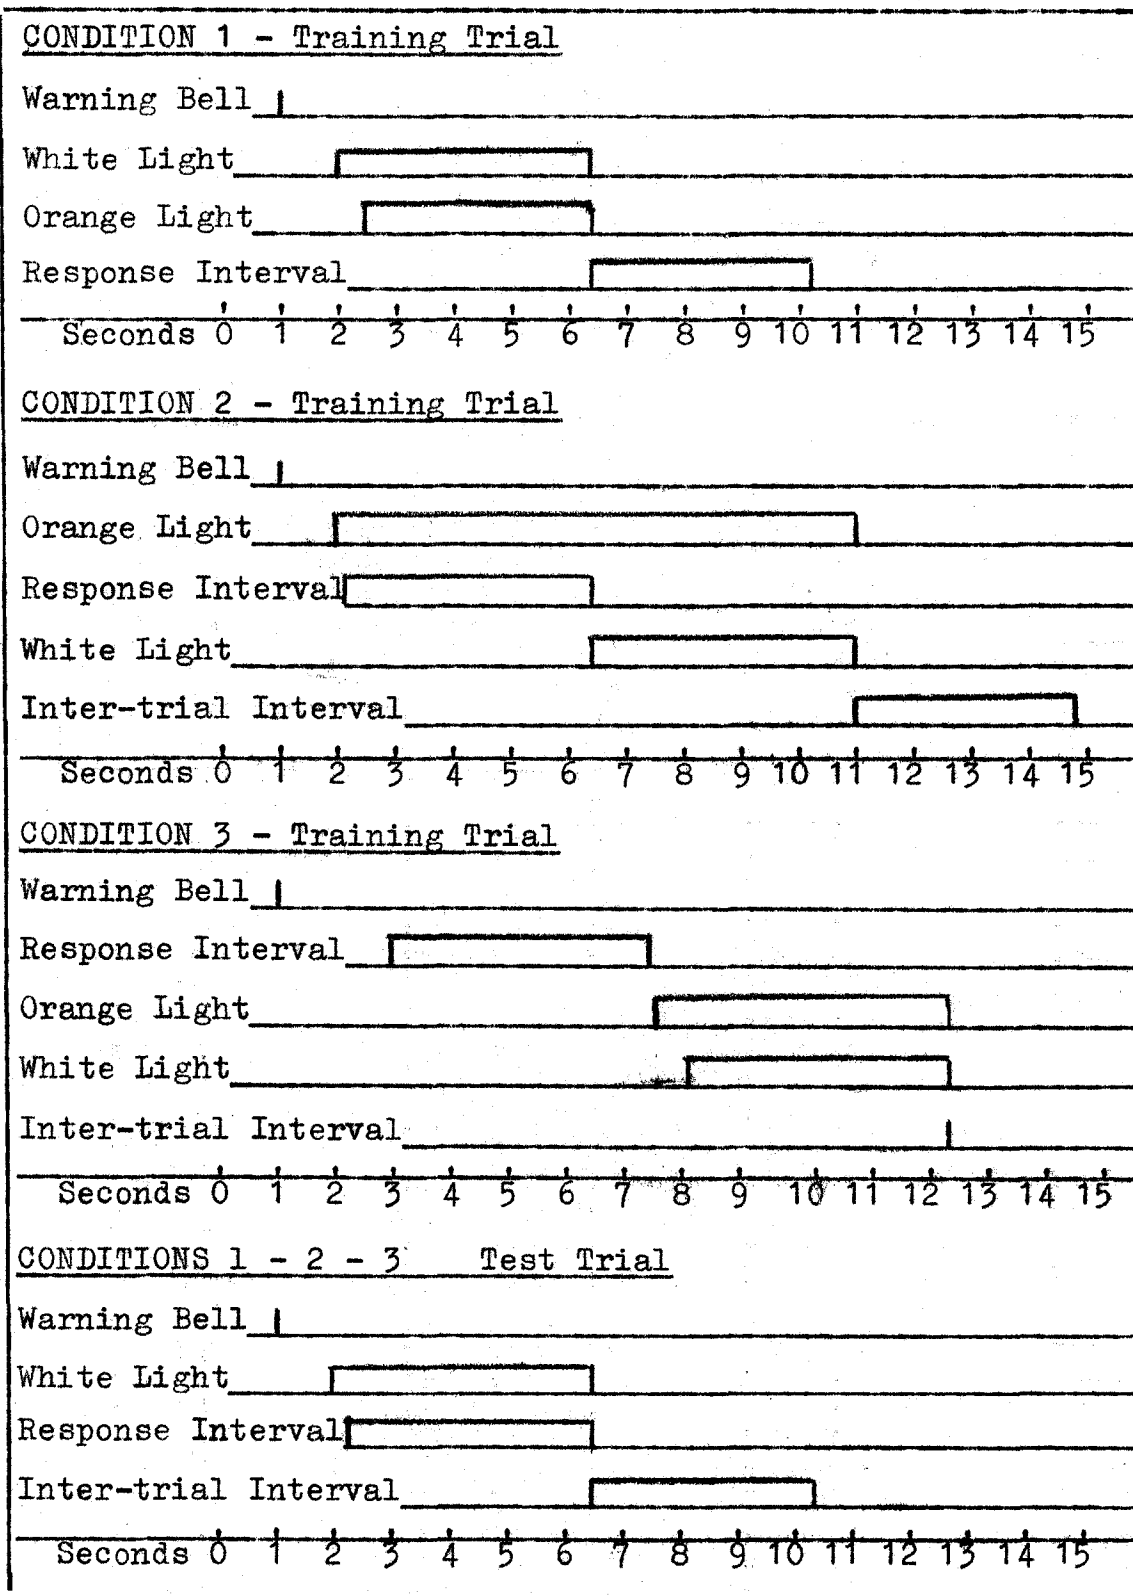 CONDITION 1 - Training Trial
Warning Bell
White Light
Orange Light
Response Interval
Seconds 0 1 2 3 4 5 6 7 8 9 10 11 12 13 14 15
CONDITION 2 - Training Trial
Warning Bell
Orange Light
Response Interval
White Light
Inter-trial Interval
Seconds 0 1 2 3 4 5 6 7 8 9 10 11 12 13 14 15
CONDITION 3 - Training Trial
Warning Bell
Response Interval
Orange Light
White Light
Inter-trial Interval
Seconds 0 1 2 3 4 5 6 7 8 9 10 11 12 13 14 15
CONDITIONS 1 - 2 - 3 Test Trial
Warning Bell
White Light
Response Interval
Inter-trial Interval
Seconds 0 1 2 3 4 5 6 7 8 9 10 11 12 13 14 15